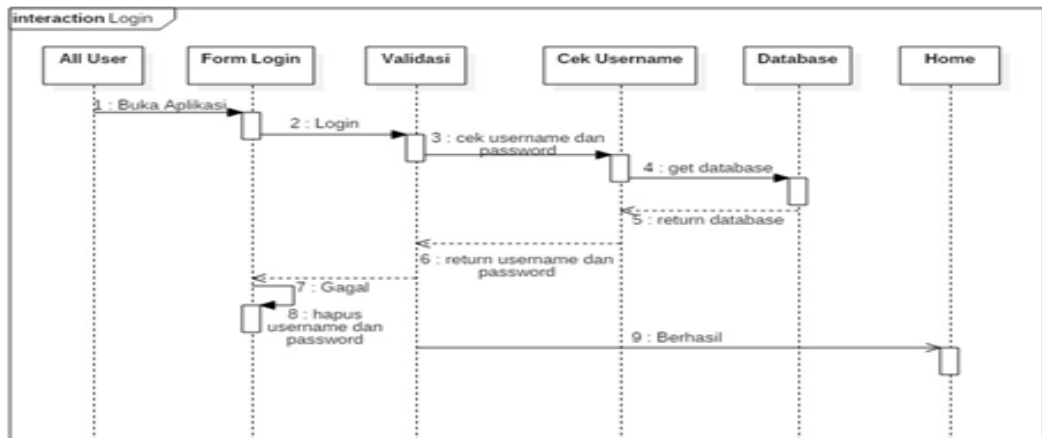 interaction Login
All User
Form Login
Validasi
Cek Username
Database
Home
1 : Buka Aplikasi
2 : Login
3 : cek username dan
password
4 : get database
5 : return database
6 : return username dan
password
7 : Gagal
8 : hapus
username dan
password
9 : Berhasil